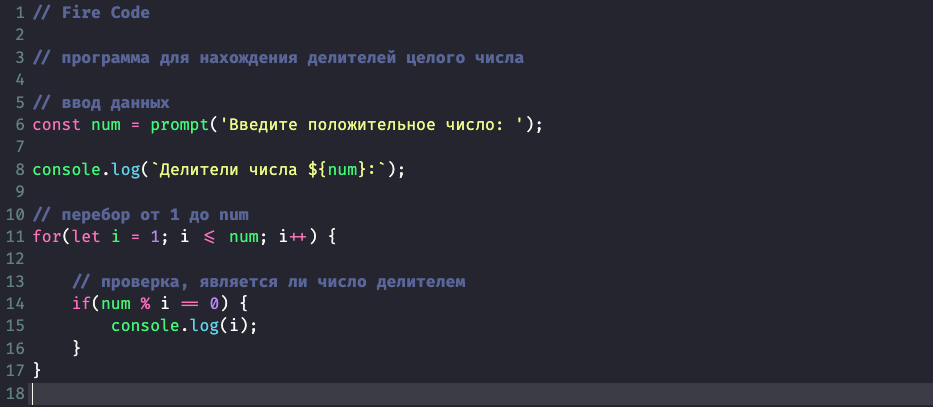 1 // Fire Code
2
3 // программа для нахождения делителей целого числа
4
5 // ввод данных
6 const num = prompt('Введите положительное число: ');
7
8 console.log(`Делители числа ${num}:`);
9
10 // перебор от 1 до num
11 for(let i = 1; i <= num; i++) {
12
13     // проверка, является ли число делителем
14     if(num % i == 0) {
15         console.log(i);
16     }
17 }
18